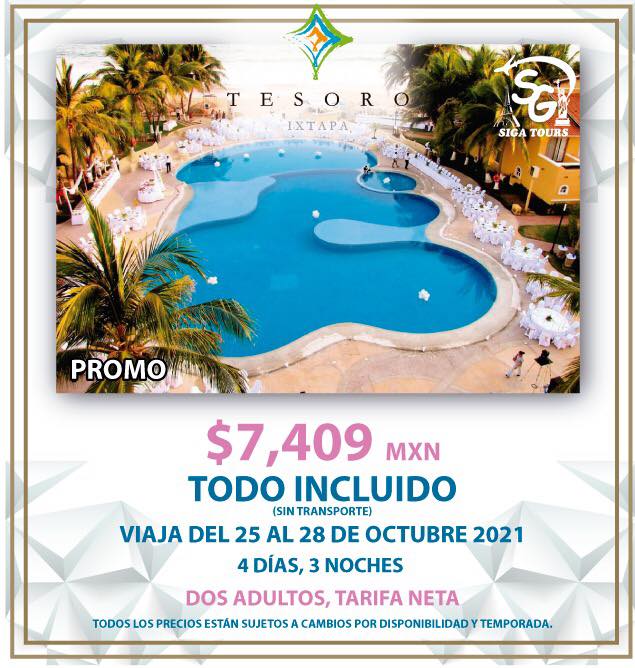 TESORO
IXTAPA
SG
SIGA TOURS
PROMO
$7,409 MXN
TODO INCLUIDO
(SIN TRANSPORTE)
VIAJA DEL 25 AL 28 DE OCTUBRE 2021
4 DÍAS, 3 NOCHES
DOS ADULTOS, TARIFA NETA
TODOS LOS PRECIOS ESTÁN SUJETOS A CAMBIOS POR DISPONIBILIDAD Y TEMPORADA.